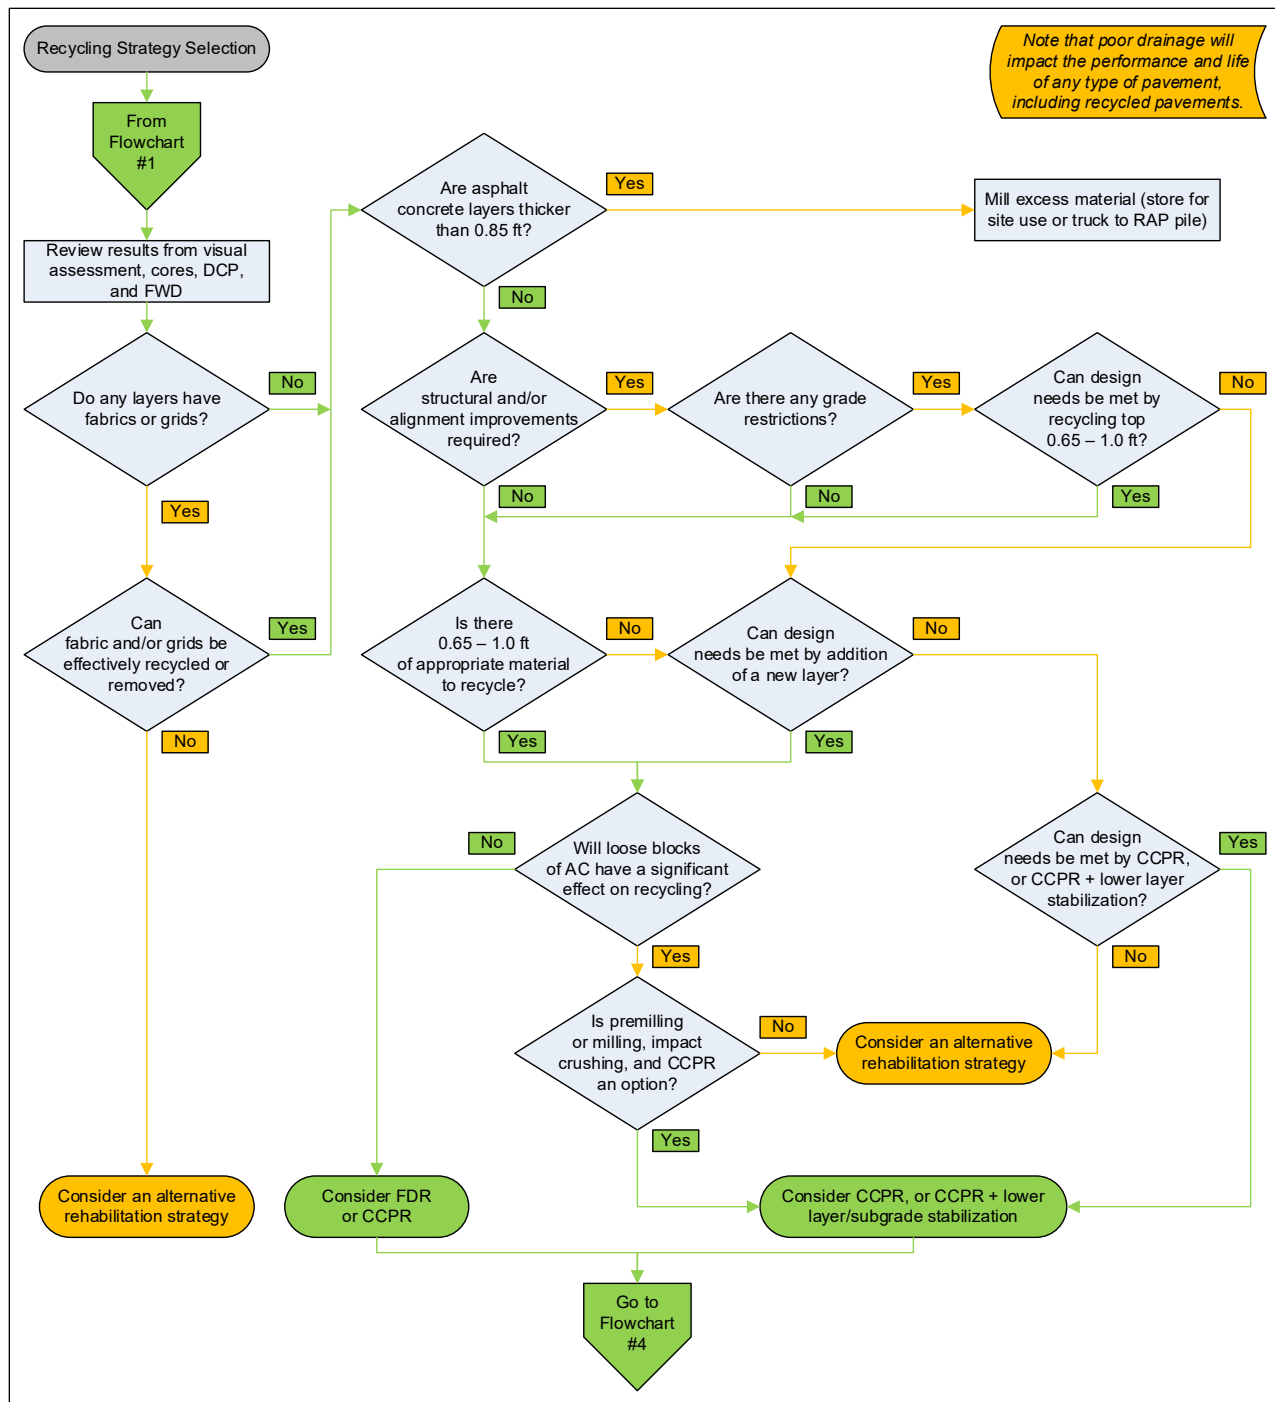 Recycling Strategy Selection
Note that poor drainage will
impact the performance and life
of any type of pavement,
including recycled pavements.
From
Flowchart
#1
Review results from visual
assessment, cores, DCP,
and FWD
Are asphalt
concrete layers thicker
than 0.85 ft?
Yes
Mill excess material (store for
site use or truck to RAP pile)
No
Do any layers have
fabrics or grids?
No
Yes
Are
structural and/or
alignment improvements
required?
Yes
No
Are there any grade
restrictions?
Yes
No
Can design
needs be met by
recycling top
0.65 – 1.0 ft?
No
Yes
Can
fabric and/or grids be
effectively recycled or
removed?
Yes
No
Is there
0.65 – 1.0 ft
of appropriate material
to recycle?
No
Yes
Can design
needs be met by addition
of a new layer?
No
Yes
Will loose blocks
of AC have a significant
effect on recycling?
No
Yes
Can design
needs be met by CCPR,
or CCPR + lower layer
stabilization?
Yes
No
Is premilling
or milling, impact
crushing, and CCPR
an option?
No
Yes
Consider an alternative
rehabilitation strategy
Consider an alternative
rehabilitation strategy
Consider FDR
or CCPR
Consider CCPR, or CCPR + lower
layer/subgrade stabilization
Go to
Flowchart
#4